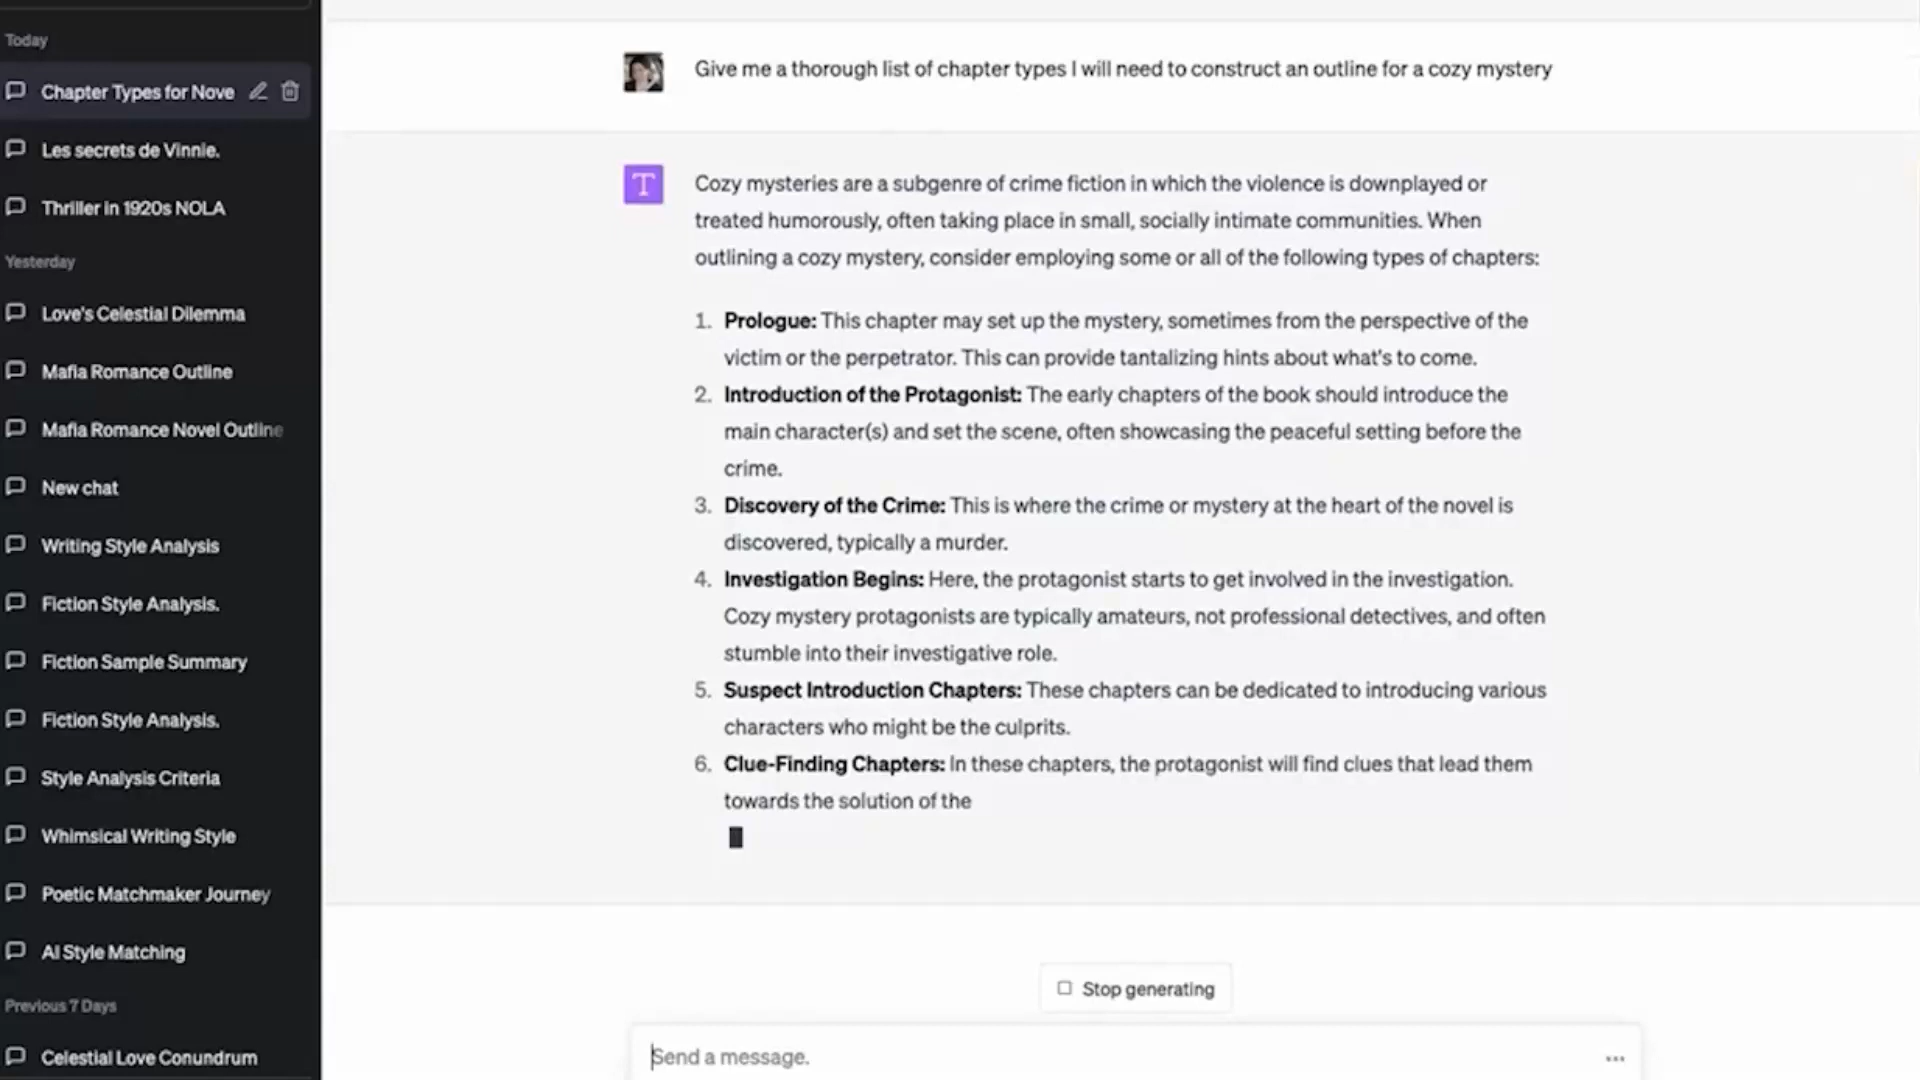 Today
Chapter Types for Nove
Les secrets de Vinnie.
Thriller in 1920s NOLA
Yesterday
Love's Celestial Dilemma
Mafia Romance Outline
Mafia Romance Novel Outline
New chat
Writing Style Analysis
Fiction Style Analysis.
Fiction Sample Summary
Fiction Style Analysis.
Style Analysis Criteria
Whimsical Writing Style
Poetic Matchmaker Journey
AI Style Matching
Previous 7 Days
Celestial Love Conundrum
Give me a thorough list of chapter types I will need to construct an outline for a cozy mystery
T
Cozy mysteries are a subgenre of crime fiction in which the violence is downplayed or
treated humorously, often taking place in small, socially intimate communities. When
outlining a cozy mystery, consider employing some or all of the following types of chapters:
1. Prologue: This chapter may set up the mystery, sometimes from the perspective of the
victim or the perpetrator. This can provide tantalizing hints about what's to come.
2. Introduction of the Protagonist: The early chapters of the book should introduce the
main character(s) and set the scene, often showcasing the peaceful setting before the
crime.
3. Discovery of the Crime: This is where the crime or mystery at the heart of the novel is
discovered, typically a murder.
4. Investigation Begins: Here, the protagonist starts to get involved in the investigation.
Cozy mystery protagonists are typically amateurs, not professional detectives, and often
stumble into their investigative role.
5. Suspect Introduction Chapters: These chapters can be dedicated to introducing various
characters who might be the culprits.
6. Clue-Finding Chapters: In these chapters, the protagonist will find clues that lead them
towards the solution of the
Stop generating
Send a message.